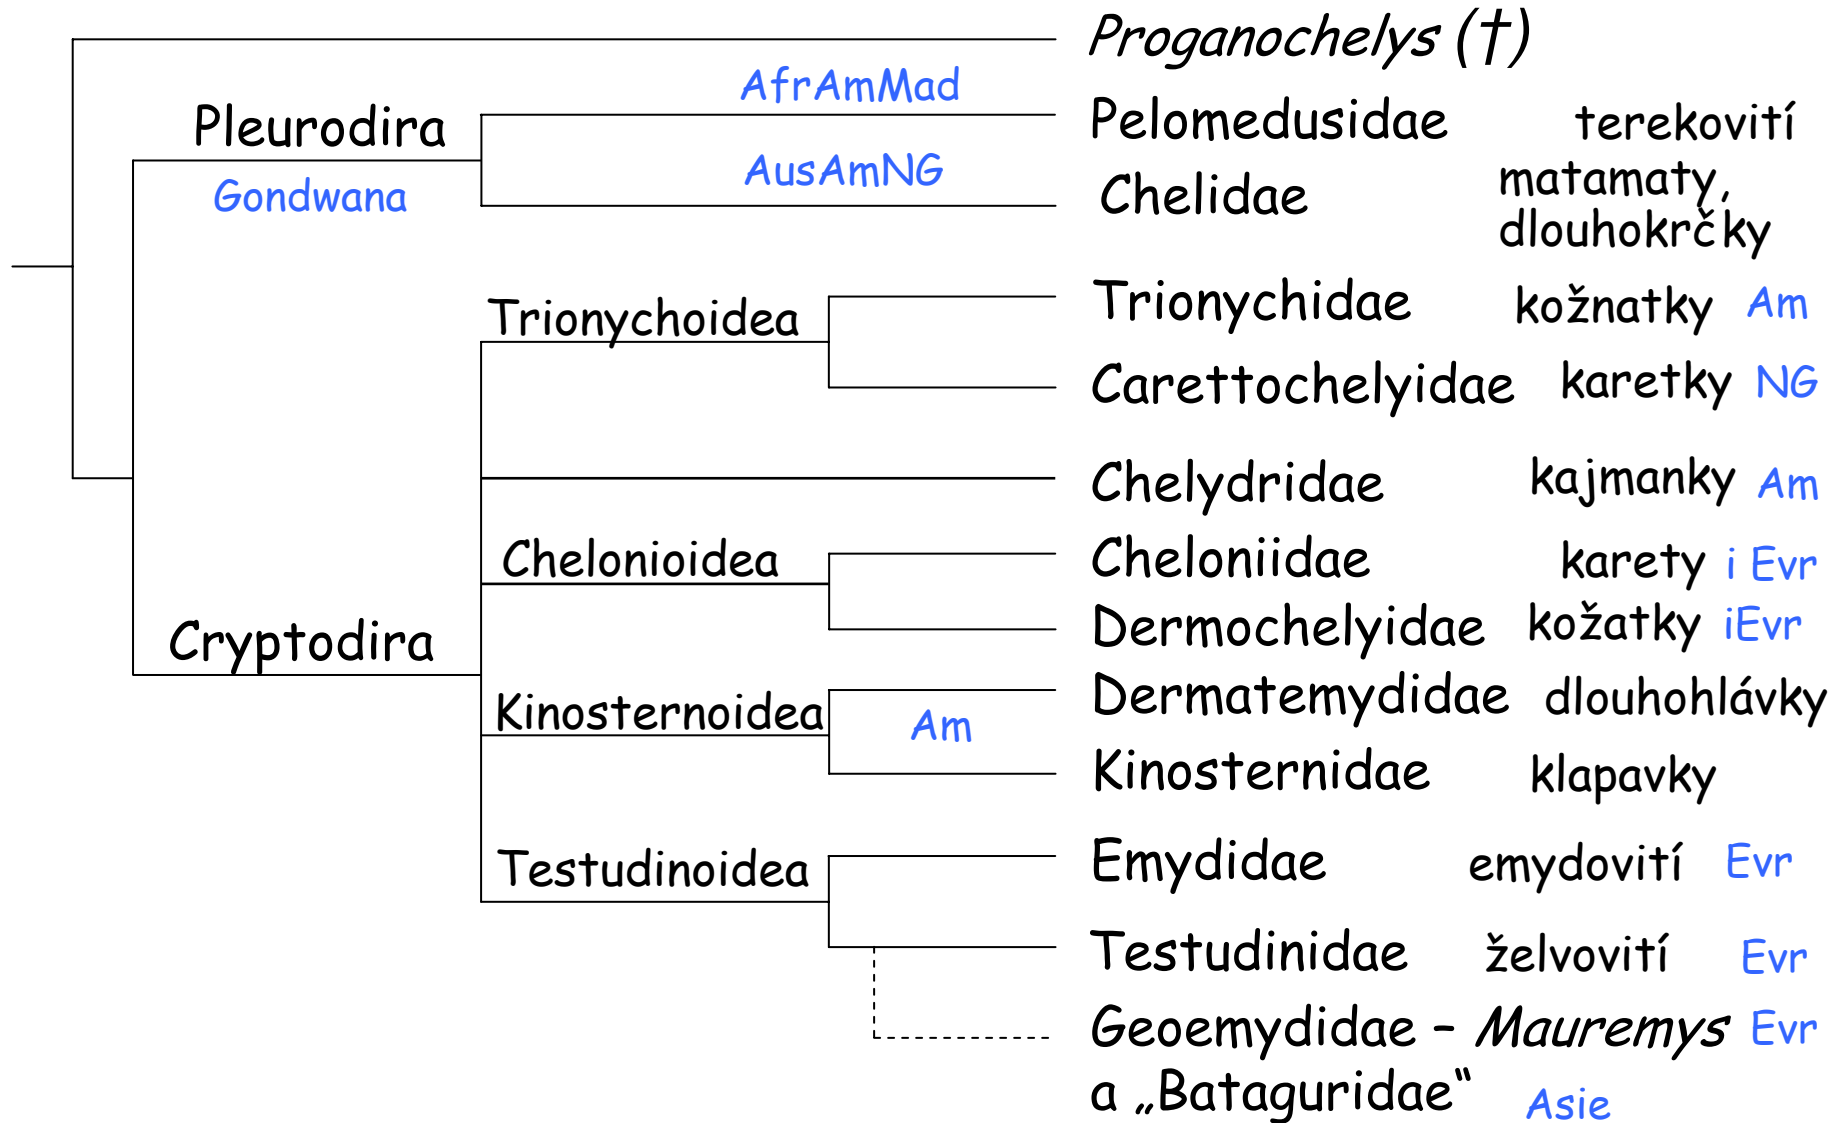 Proganochelys (†)
AfrAmMad
Pleurodira
Pelomedusidae terekovití
Gondwana
AusAmNG
Chelidae matamaty,
dlouhokrčky
Trionychoidea
Trionychidae kožnatky Am
Carettochelyidae karetky NG
Chelydridae kajmanky Am
Chelonioidea
Cheloniidae karety i Evr
Cryptodira
Dermochelyidae kožatky iEvr
Kinosternoidea
Am
Dermatemydidae dlouhohlávky
Kinosternidae klapavky
Testudinoidea
Emydidae emydovití Evr
Testudinidae želvovití Evr
Geoemydidae – Mauremys Evr
a „Bataguridae“ Asie